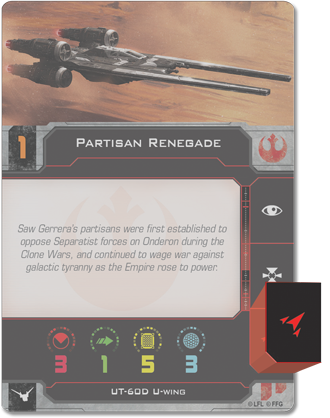 1
Partisan Renegade
Saw Gerrera's partisans were first established to
oppose Separatist forces on Onderon during the
Clone Wars, and continued to wage war against
galactic tyranny as the Empire rose to power.
3 1 5 3
UT-60D U-wing
©LFL ©FFG